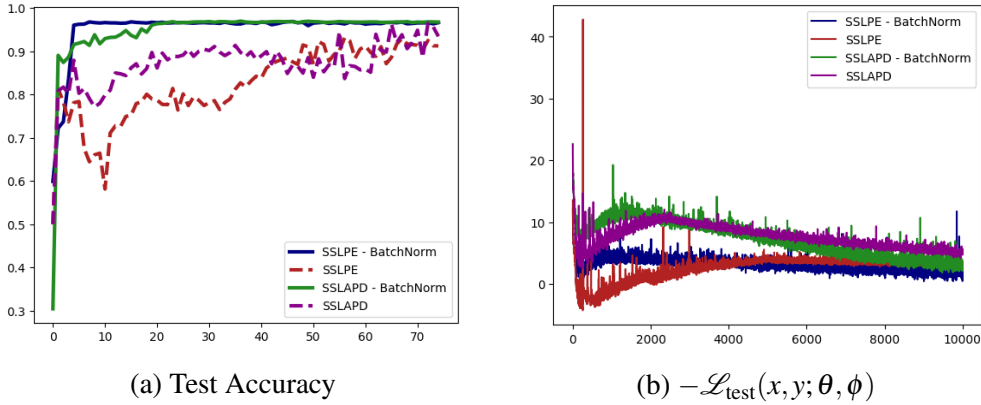 1.0
0.9
0.8
0.7
0.6
0.5
0.4
0.3
0 10 20 30 40 50 60 70
SSLPE - BatchNorm
SSLPE
SSLAPD - BatchNorm
SSLAPD
(a) Test Accuracy
40
30
20
10
0
0 2000 4000 6000 8000 10000
SSLPE - BatchNorm
SSLPE
SSLAPD - BatchNorm
SSLAPD
(b) −ℒtest(x, y; θ, ϕ)